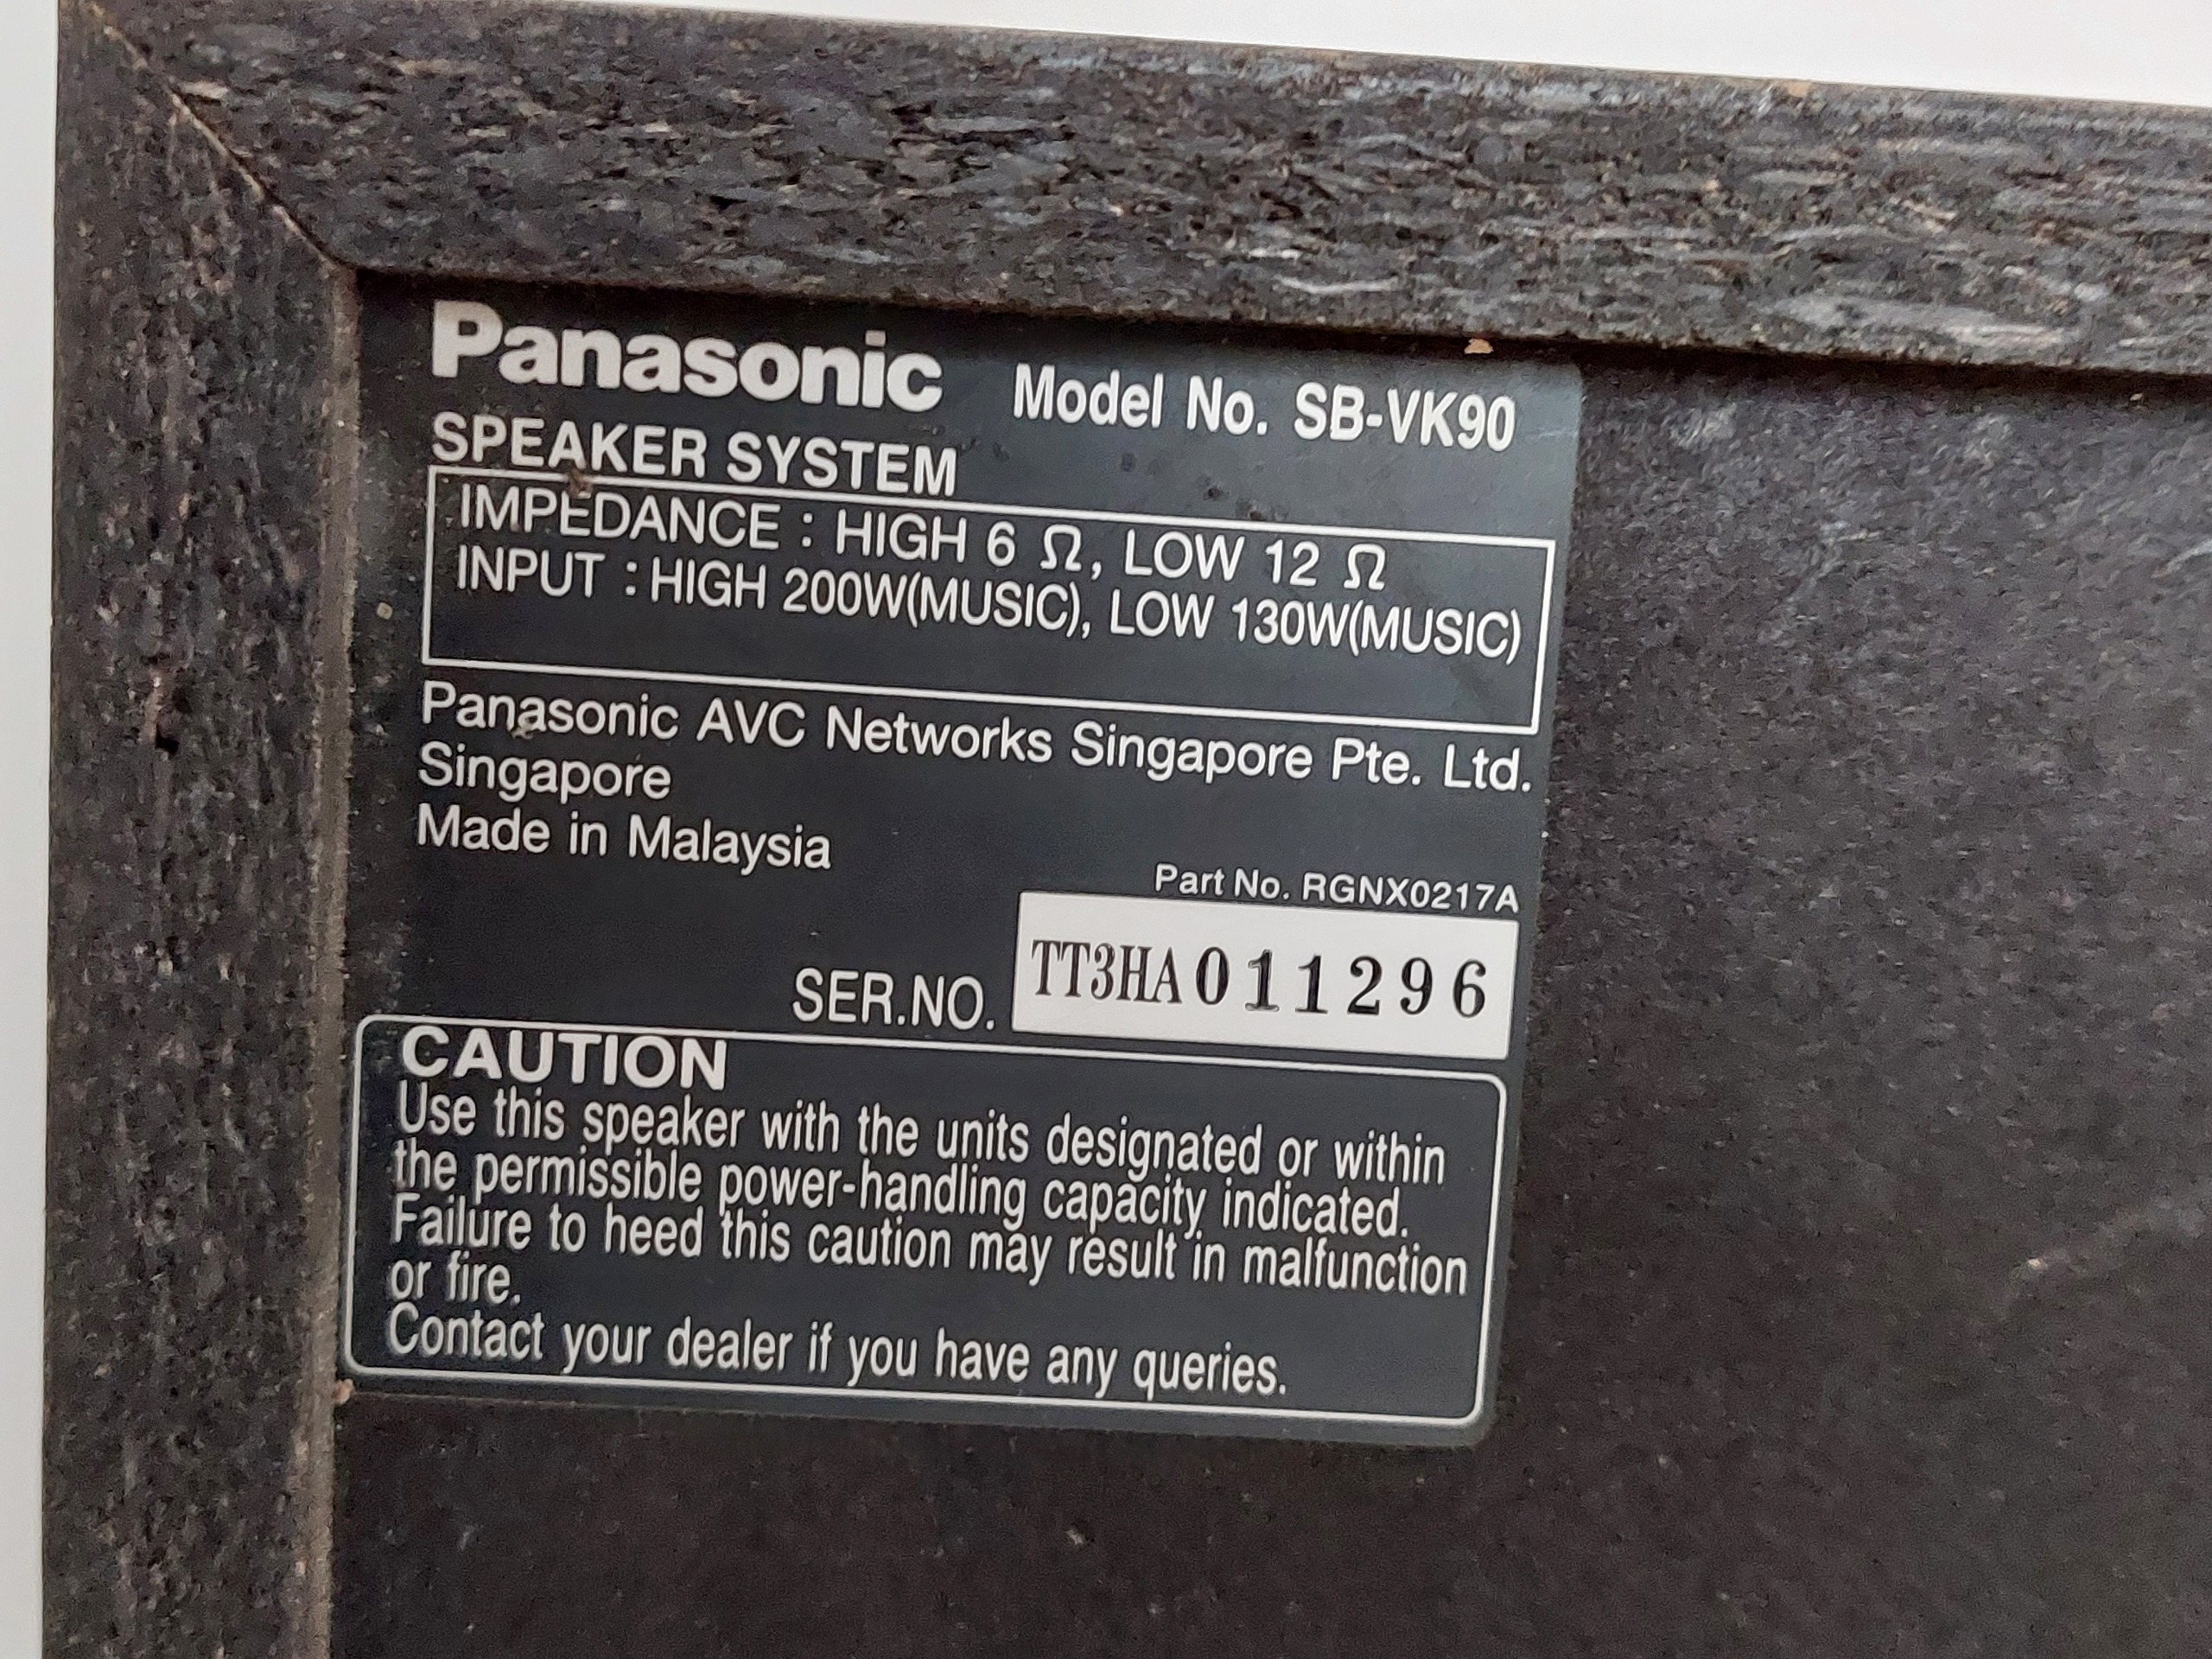 Panasonic Model No. SB-VK90
SPEAKER SYSTEM
IMPEDANCE : HIGH 6 Ω, LOW 12 Ω
INPUT : HIGH 200W(MUSIC), LOW 130W(MUSIC)
Panasonic AVC Networks Singapore Pte. Ltd.
Singapore
Made in Malaysia
Part No. RGNX0217A
SER.NO. TT3HA011296
CAUTION
Use this speaker with the units designated or within
the permissible power-handling capacity indicated.
Failure to heed this caution may result in malfunction
or fire.
Contact your dealer if you have any queries.